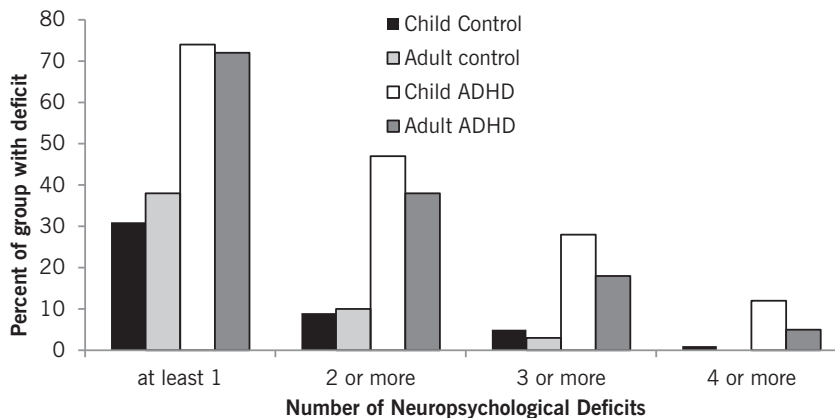 80
70
60
50
40
30
20
10
0
Percent of group with deficit
Child Control
Adult control
Child ADHD
Adult ADHD
at least 1
2 or more
3 or more
4 or more
Number of Neuropsychological Deficits